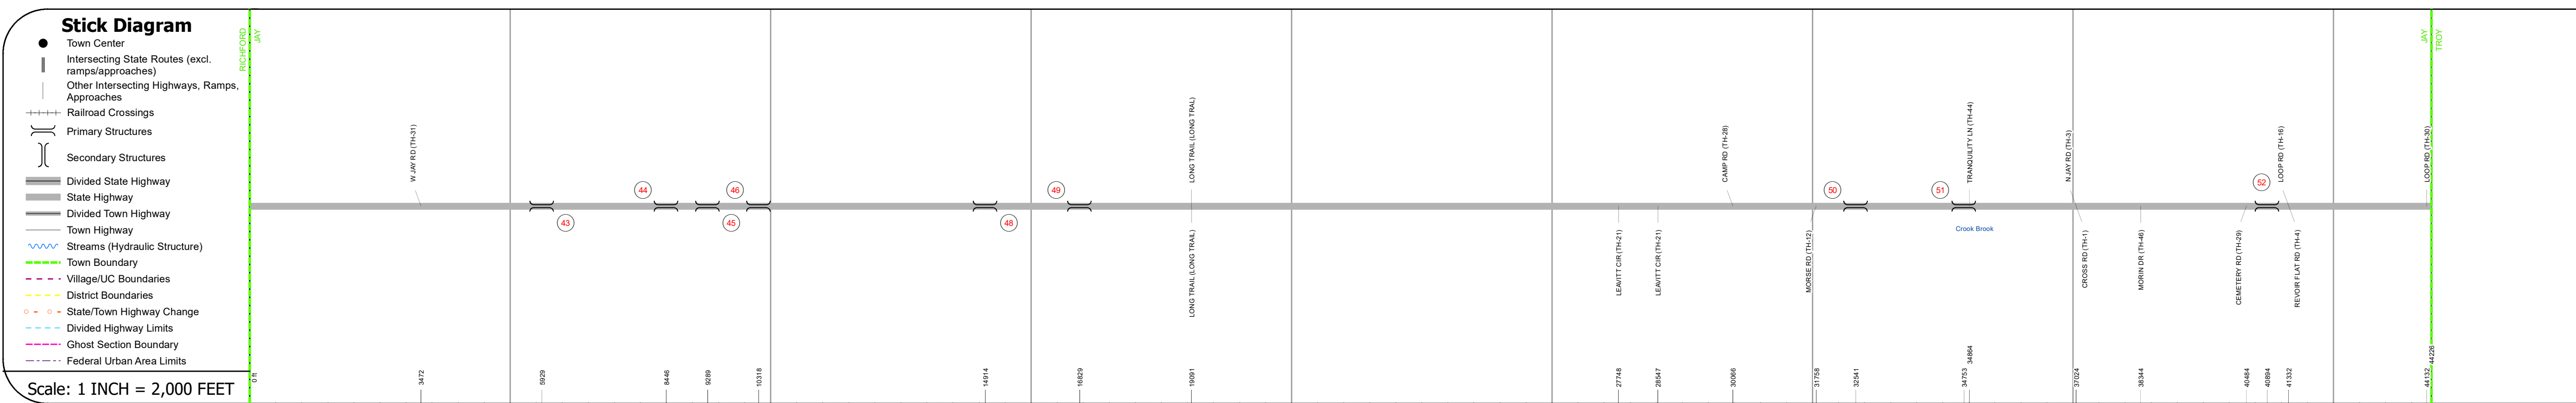 Stick Diagram
Town Center
Intersecting State Routes (excl.
ramps/approaches)
Other Intersecting Highways, Ramps,
Approaches
Railroad Crossings
Primary Structures
Secondary Structures
Divided State Highway
State Highway
Divided Town Highway
Town Highway
Streams (Hydraulic Structure)
Town Boundary
Village/UC Boundaries
District Boundaries
State/Town Highway Change
Divided Highway Limits
Ghost Section Boundary
Federal Urban Area Limits
Scale: 1 INCH = 2,000 FEET
RICHFORD
JAY
JAY
TROY
W JAY RD (TH-31)
LONG TRAIL (LONG TRAL)
CAMP RD (TH-28)
TRANQUILITY LN (TH-44)
N JAY RD (TH-3)
LOOP RD (TH-16)
LOOP RD (TH-30)
44
46
49
50
51
52
43
45
48
Crook Brook
LONG TRAIL (LONG TRAIL)
LEAVITT CIR (TH-21)
LEAVITT CIR (TH-21)
MORSE RD (TH-12)
CROSS RD (TH-1)
MORIN DR (TH-46)
CEMETERY RD (TH-29)
REVOIR FLAT RD (TH-4)
0 ft
3472
5929
8446
9289
10318
14914
16829
19091
27748
28547
30066
31758
32541
34753
34864
37024
38344
40484
40894
41332
44132
44226